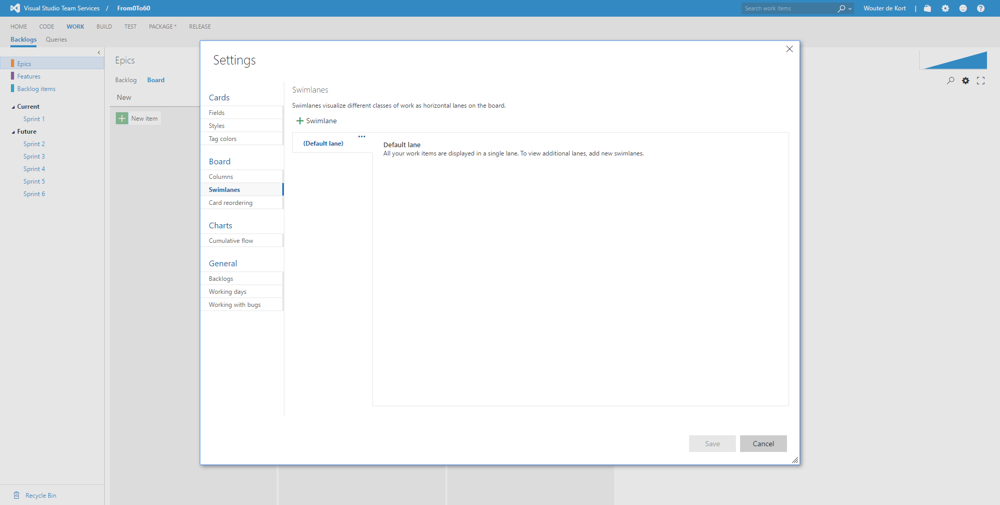 Visual Studio Team Services / From0To60
Search work items
Wouter de Kort |
HOME CODE WORK BUILD TEST PACKAGE * RELEASE
Backlogs Queries
Epics
Features
Backlog items
Current
Sprint 1
Future
Sprint 2
Sprint 3
Sprint 4
Sprint 5
Sprint 6
Recycle Bin
Epics
Backlog Board
New
New item
Settings
Cards
Fields
Styles
Tag colors
Board
Columns
Swimlanes
Card reordering
Charts
Cumulative flow
General
Backlogs
Working days
Working with bugs
Swimlanes
Swimlanes visualize different classes of work as horizontal lanes on the board.
Swimlane
(Default lane)
Default lane
All your work items are displayed in a single lane. To view additional lanes, add new swimlanes.
Save Cancel